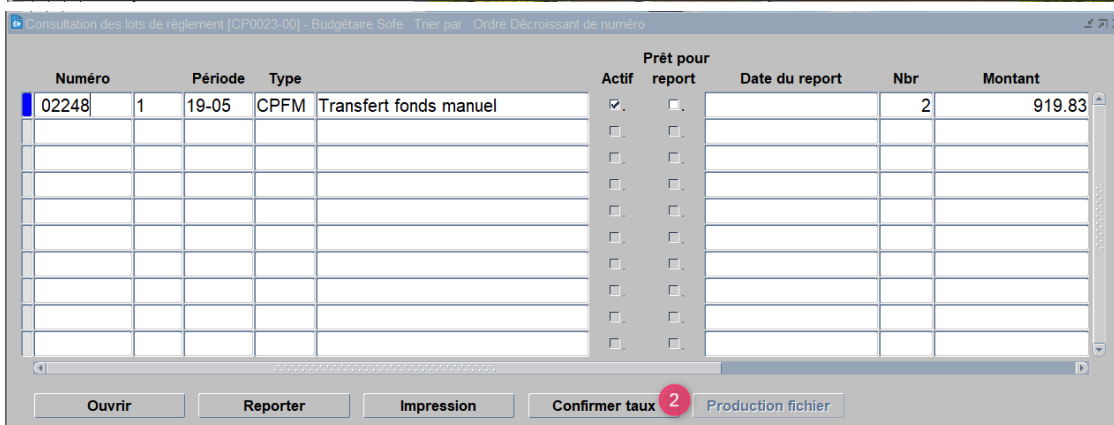 Consultation des lots de règlement [CP0023-00] - Budgétaire Sofe Trier par : Ordre Décroissant de numéro
Prêt pour
Numéro Période Type Actif report Date du report Nbr Montant
02248 1 19-05 CPFM Transfert fonds manuel 2 919.83
Ouvrir Reporter Impression Confirmer taux 2 Production fichier